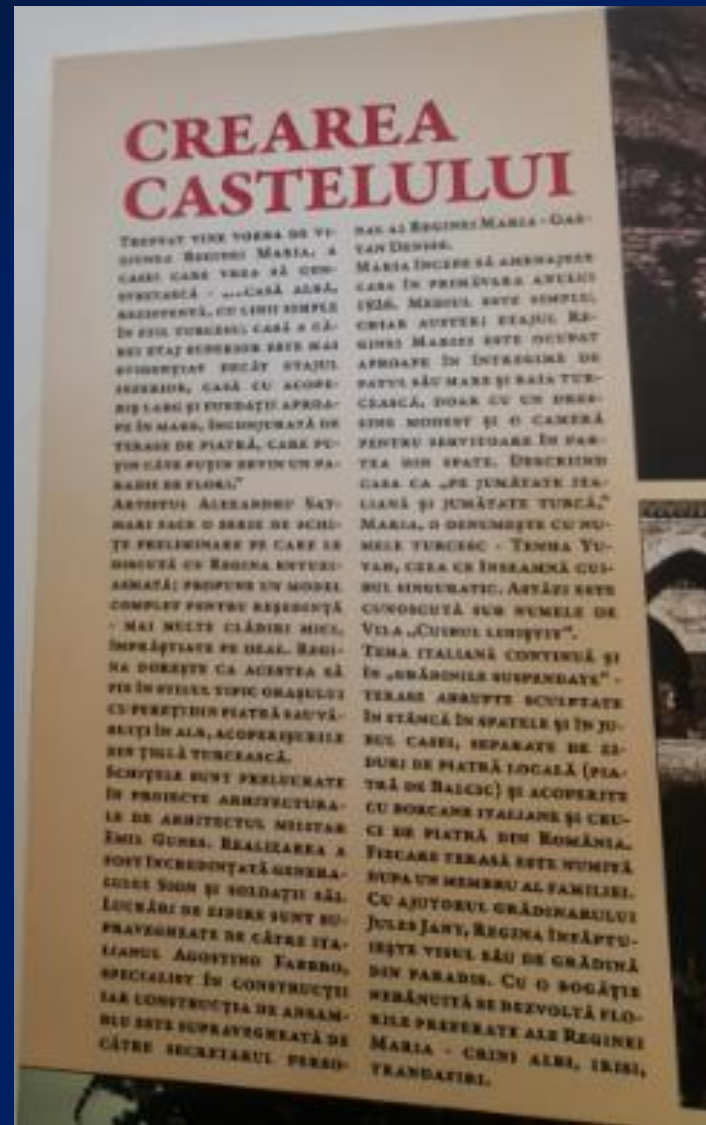 CREAREA
CASTELULUI
TREPTAT VINE VORBA DE VI-
ZIUNEA REGINEI MARIA, A
CASEI CARE VREA SĂ CON-
STRUIASCĂ - „...CASĂ ALBĂ,
REZISTENTĂ, CU LINII SIMPLE
ÎN STIL TURCESC; CASĂ A CĂ-
REI ETAJ SUPERIOR ESTE MAI
EVIDENȚIAT DECÂT ETAJUL
INFERIOR, CASĂ CU ACOPE-
RIȘ LARG ȘI FUNDAȚII APROA-
PE ÎN MARE, ÎNCONJURATĂ DE
TERASE DE PIATRĂ, CARE PU-
ȚIN CÂTE PUȚIN DEVIN UN PA-
RADIS DE FLORI.”
ARTISTUL ALEXANDRU SAT-
MARI FACE O SERIE DE SCHI-
ȚE PRELIMINARE PE CARE LE
DISCUTĂ CU REGINA ENTUZI-
ASMATĂ; PROPUNE UN MODEL
COMPLET PENTRU REȘEDINȚĂ
- MAI MULTE CLĂDIRI MICI,
ÎMPRĂȘTIATE PE DEAL. REGI-
NA DOREȘTE CA ACESTEA SĂ
FIE ÎN STILUL TIPIC ORAȘULUI
CU PEREȚI DIN PIATRĂ SAU VĂ-
RUIȚI ÎN ALB, ACOPERIȘURILE
DIN ȚIGLĂ TURCEASCĂ.
SCHIȚELE SUNT PRELUCRATE
ÎN PROIECTE ARHITECTURA-
LE DE ARHITECTUL MILITAR
EMIL GUNEȘ. REALIZAREA A
FOST ÎNCREDINȚATĂ GENERA-
LULUI SION ȘI SOLDAȚII SĂI.
LUCRĂRI DE ZIDIRE SUNT SU-
PRAVEGHEATE DE CĂTRE ITA-
LIANUL AGOSTINO FABBRO,
SPECIALIST ÎN CONSTRUCȚII
IAR CONSTRUCȚIA DE ANSAM-
BLU ESTE SUPRAVEGHEATĂ DE
CĂTRE SECRETARUL PERSO-
NAL AL REGINEI MARIA - GAE-
TAN DENIZE.
MARIA ÎNCEPE SĂ AMENAJEZE
CASA ÎN PRIMĂVARA ANULUI
1926. MEDIUL ESTE SIMPLU,
CHIAR AUSTER; ETAJUL RE-
GINEI MARIEI ESTE OCUPAT
APROAPE ÎN ÎNTREGIME DE
PATUL SĂU MARE ȘI BAIA TUR-
CEASCĂ, DOAR CU UN DRES-
SING MODEST ȘI O CAMERĂ
PENTRU SERVITOARE ÎN PAR-
TEA DIN SPATE. DESCRIIND
CASA CA „PE JUMĂTATE ITA-
LIANĂ ȘI JUMĂTATE TURCĂ,”
MARIA, O DENUMEȘTE CU NU-
MELE TURCESC - TENHA YU-
VAH, CEEA CE ÎNSEAMNĂ CUI-
BUL SINGURATIC. ASTĂZI ESTE
CUNOSCUTĂ SUB NUMELE DE
VILA „CUIBUL LINIȘTIT”.
TEMA ITALIANĂ CONTINUĂ ȘI
ÎN „GRĂDINILE SUSPENDATE” -
TERASE ABRUPTE SCULPTATE
ÎN STÂNCĂ ÎN SPATELE ȘI ÎN JU-
RUL CASEI, SEPARATE DE ZI-
DURI DE PIATRĂ LOCALĂ (PIA-
TRĂ DE BALCIC) ȘI ACOPERITE
CU BORCANE ITALIANE ȘI CRU-
CI DE PIATRĂ DIN ROMÂNIA.
FIECARE TERASĂ ESTE NUMITĂ
DUPA UN MEMBRU AL FAMILIEI.
CU AJUTORUL GRĂDINARULUI
JULES JANY, REGINA ÎNFĂPTU-
IEȘTE VISUL SĂU DE GRĂDINĂ
DIN PARADIS. CU O BOGĂȚIE
NEBĂNUITĂ SE DEZVOLTĂ FLO-
RILE PREFERATE ALE REGINEI
MARIA - CRINI ALBI, IRISI,
TRANDAFIRI.